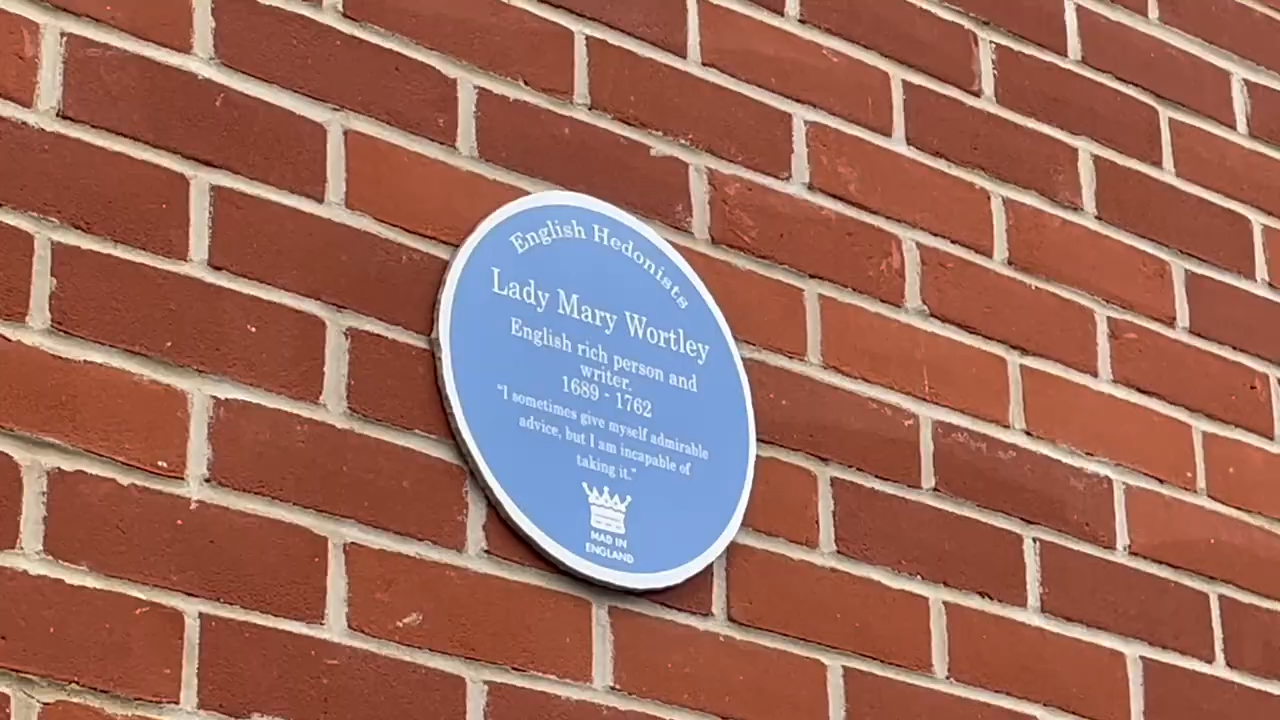 English Hedonists
Lady Mary Wortley
English rich person and
writer.
1689 - 1762
"I sometimes give myself admirable
advice, but I am incapable of
taking it."
MAD IN
ENGLAND